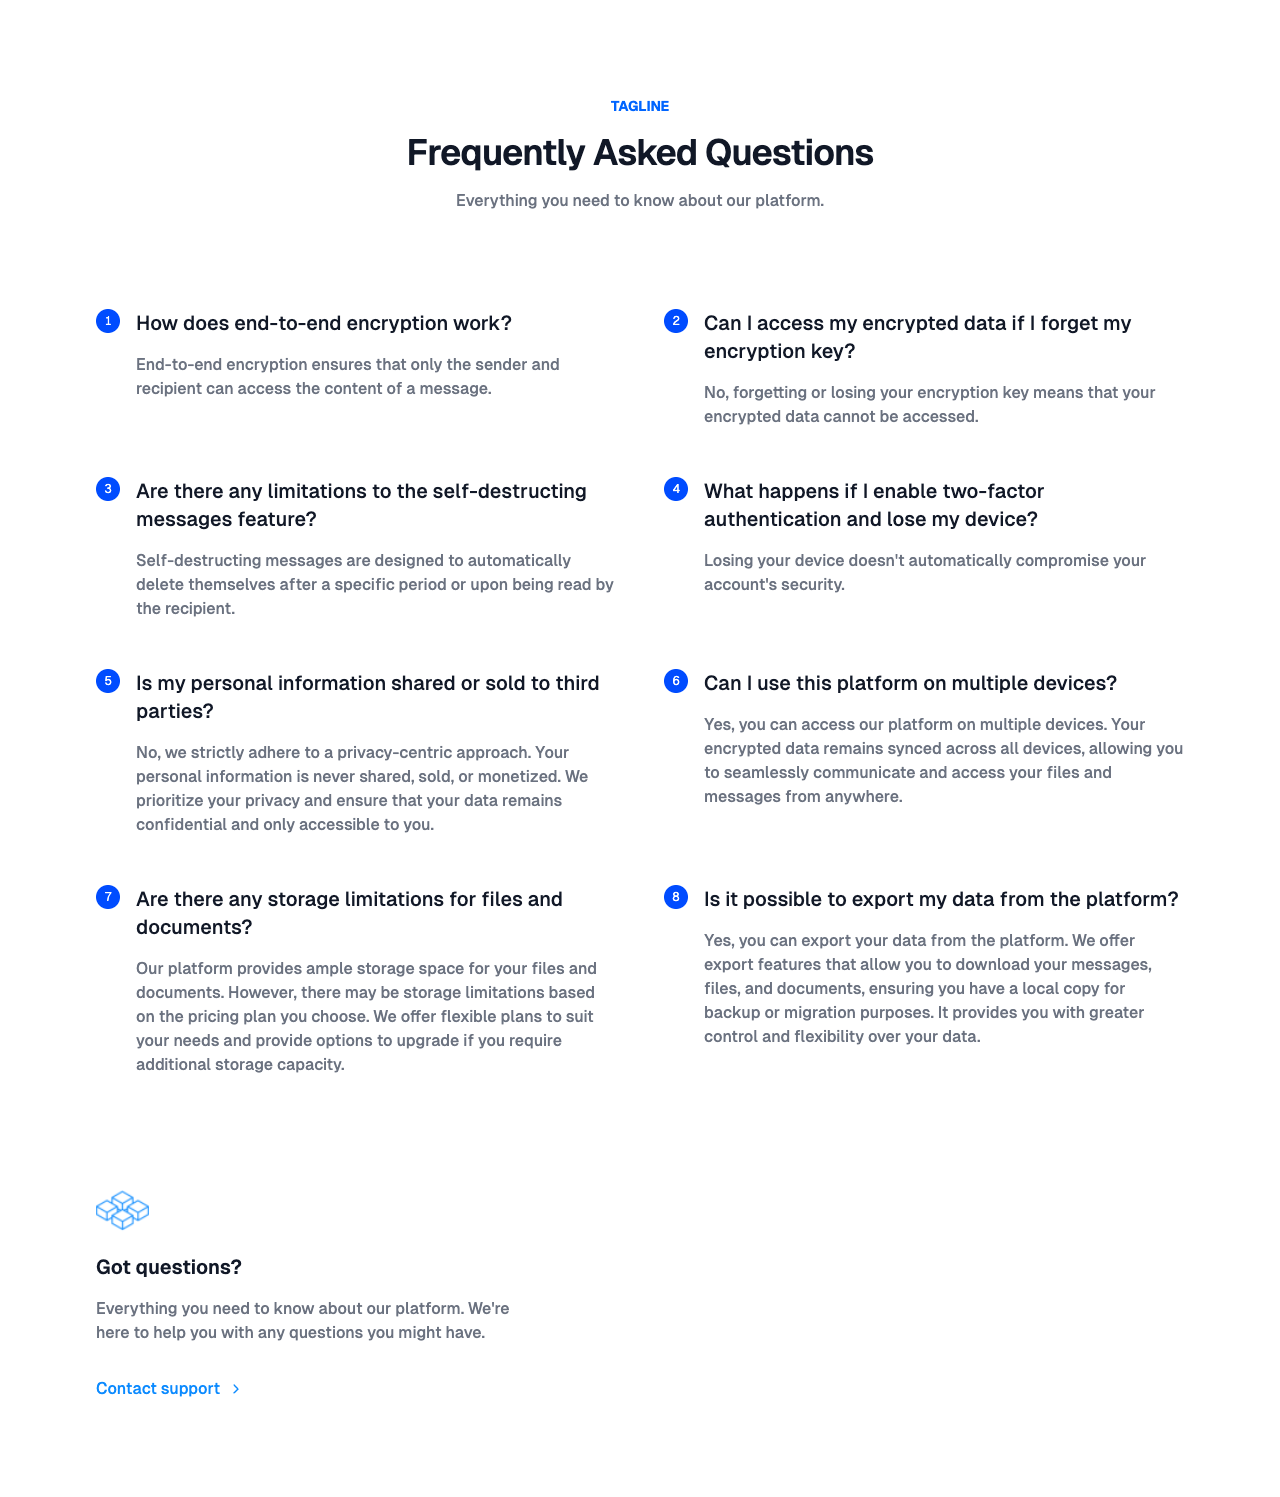 TAGLINE
Frequently Asked Questions
Everything you need to know about our platform.
1
How does end-to-end encryption work?
End-to-end encryption ensures that only the sender and
recipient can access the content of a message.
2
Can I access my encrypted data if I forget my
encryption key?
No, forgetting or losing your encryption key means that your
encrypted data cannot be accessed.
3
Are there any limitations to the self-destructing
messages feature?
Self-destructing messages are designed to automatically
delete themselves after a specific period or upon being read by
the recipient.
4
What happens if I enable two-factor
authentication and lose my device?
Losing your device doesn't automatically compromise your
account's security.
5
Is my personal information shared or sold to third
parties?
No, we strictly adhere to a privacy-centric approach. Your
personal information is never shared, sold, or monetized. We
prioritize your privacy and ensure that your data remains
confidential and only accessible to you.
6
Can I use this platform on multiple devices?
Yes, you can access our platform on multiple devices. Your
encrypted data remains synced across all devices, allowing you
to seamlessly communicate and access your files and
messages from anywhere.
7
Are there any storage limitations for files and
documents?
Our platform provides ample storage space for your files and
documents. However, there may be storage limitations based
on the pricing plan you choose. We offer flexible plans to suit
your needs and provide options to upgrade if you require
additional storage capacity.
8
Is it possible to export my data from the platform?
Yes, you can export your data from the platform. We offer
export features that allow you to download your messages,
files, and documents, ensuring you have a local copy for
backup or migration purposes. It provides you with greater
control and flexibility over your data.
Got questions?
Everything you need to know about our platform. We're
here to help you with any questions you might have.
Contact support